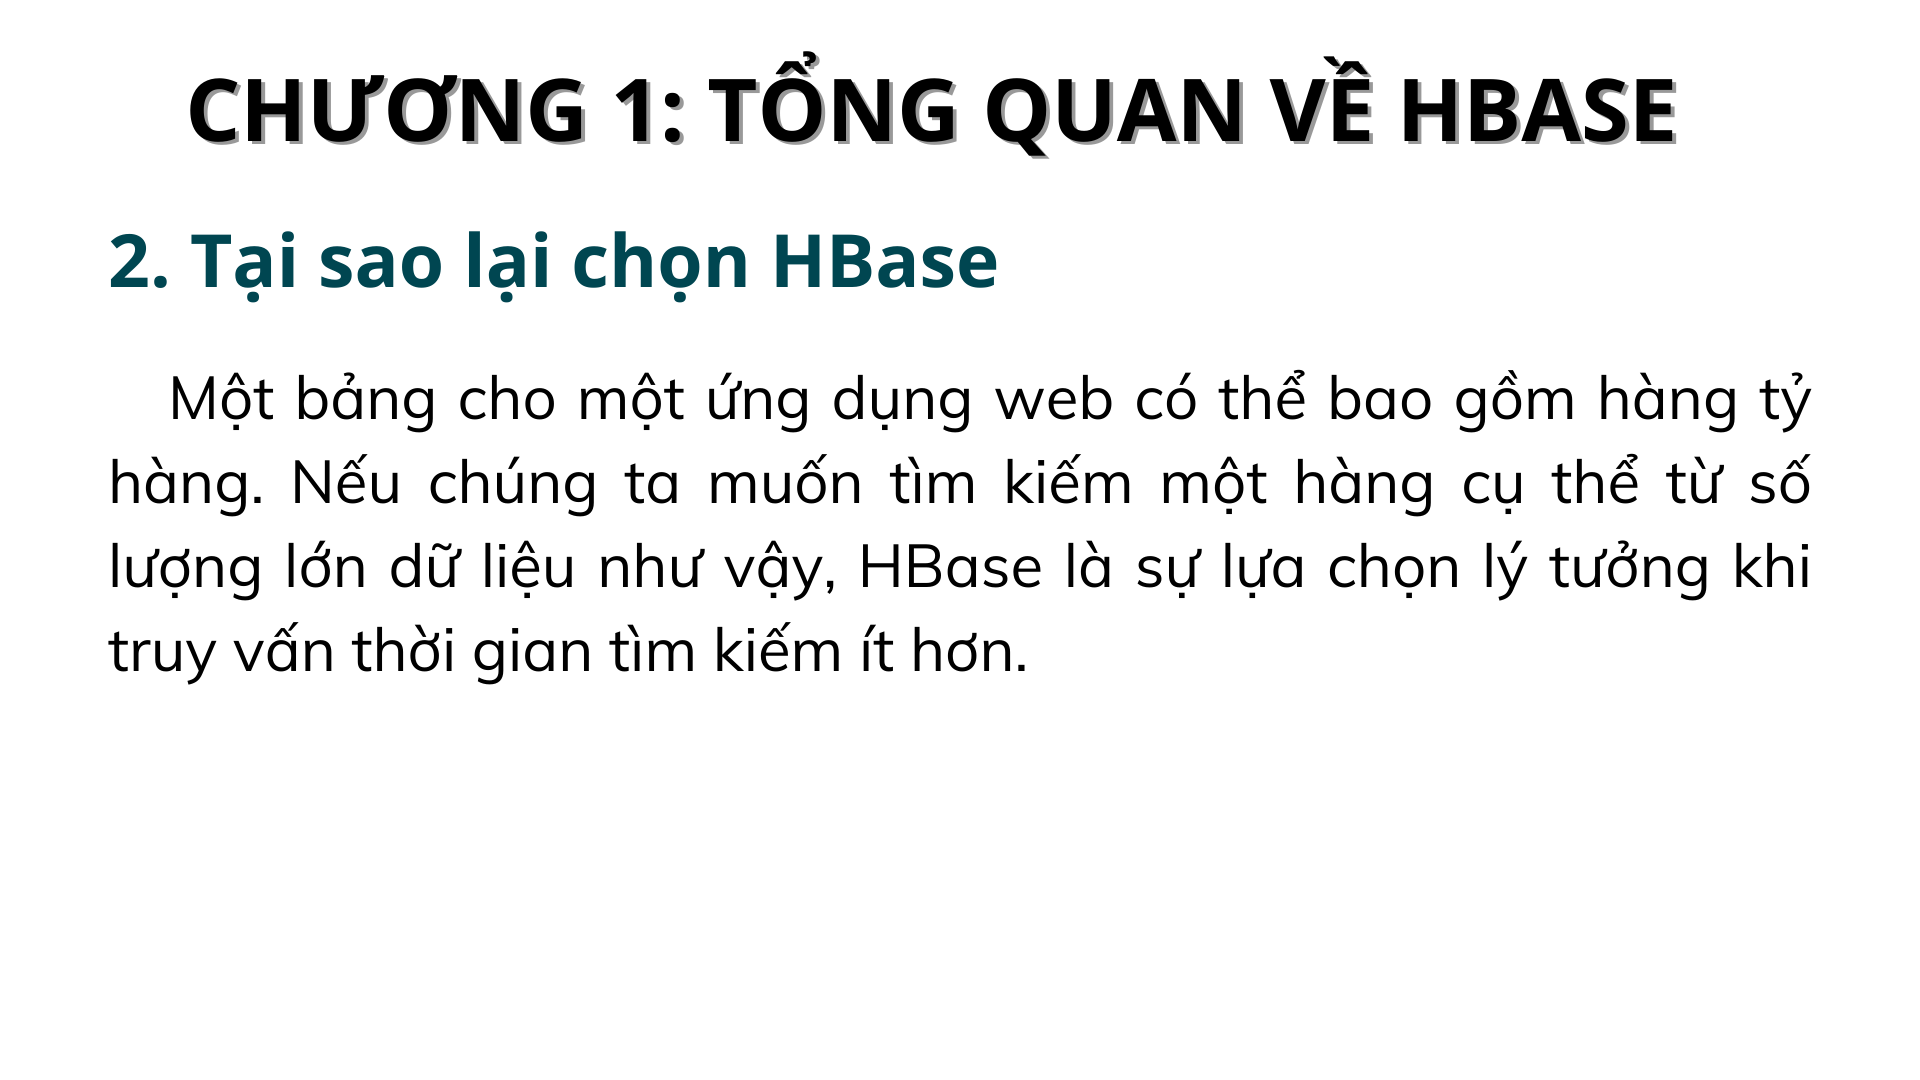 CHƯƠNG 1: TỔNG QUAN VỀ HBASE
2. Tại sao lại chọn HBase
Một bảng cho một ứng dụng web có thể bao gồm hàng tỷ
hàng. Nếu chúng ta muốn tìm kiếm một hàng cụ thể từ số
lượng lớn dữ liệu như vậy, HBase là sự lựa chọn lý tưởng khi
truy vấn thời gian tìm kiếm ít hơn.